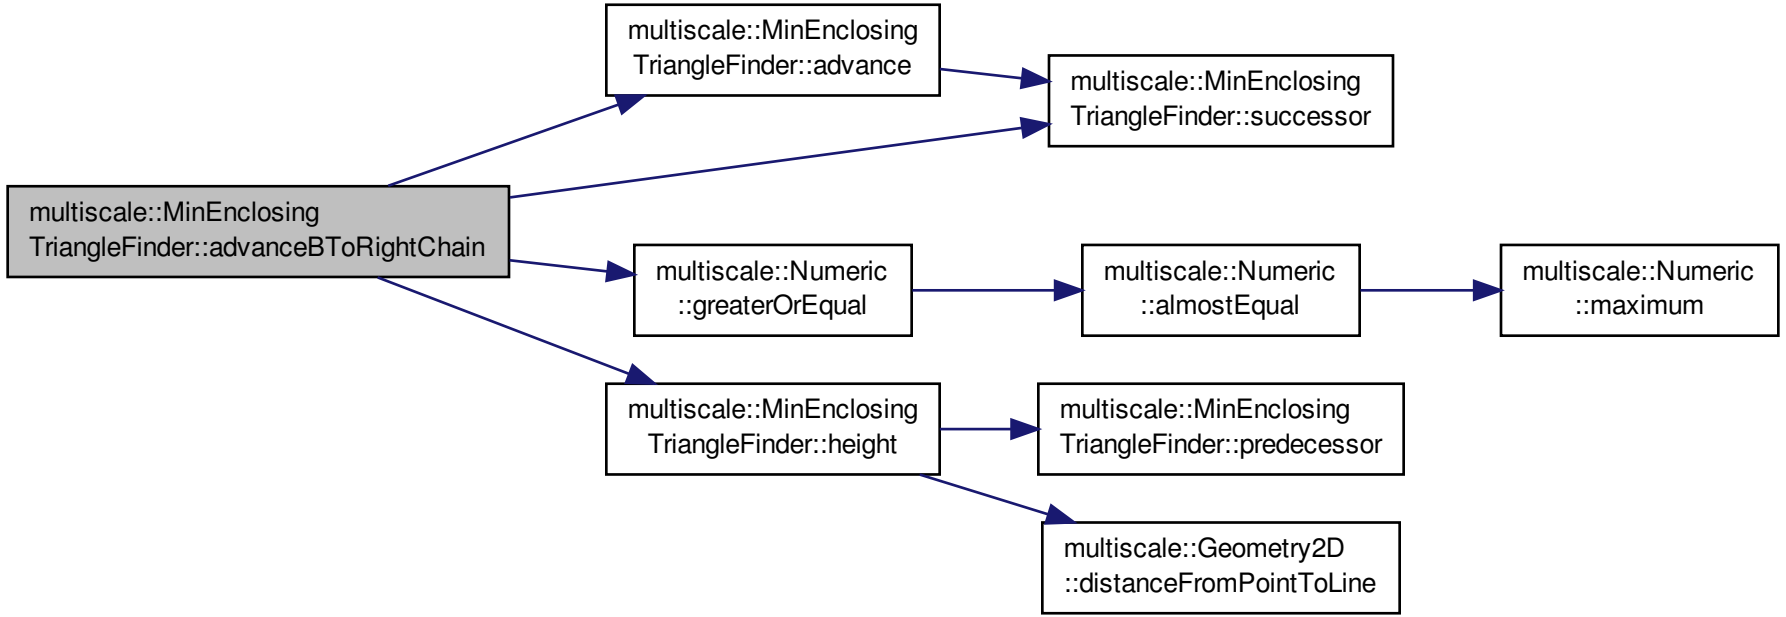 multiscale::MinEnclosing
TriangleFinder::advance
multiscale::MinEnclosing
TriangleFinder::successor
multiscale::MinEnclosing
TriangleFinder::advanceBToRightChain
multiscale::Numeric
::greaterOrEqual
multiscale::Numeric
::almostEqual
multiscale::Numeric
::maximum
multiscale::MinEnclosing
TriangleFinder::height
multiscale::MinEnclosing
TriangleFinder::predecessor
multiscale::Geometry2D
::distanceFromPointToLine